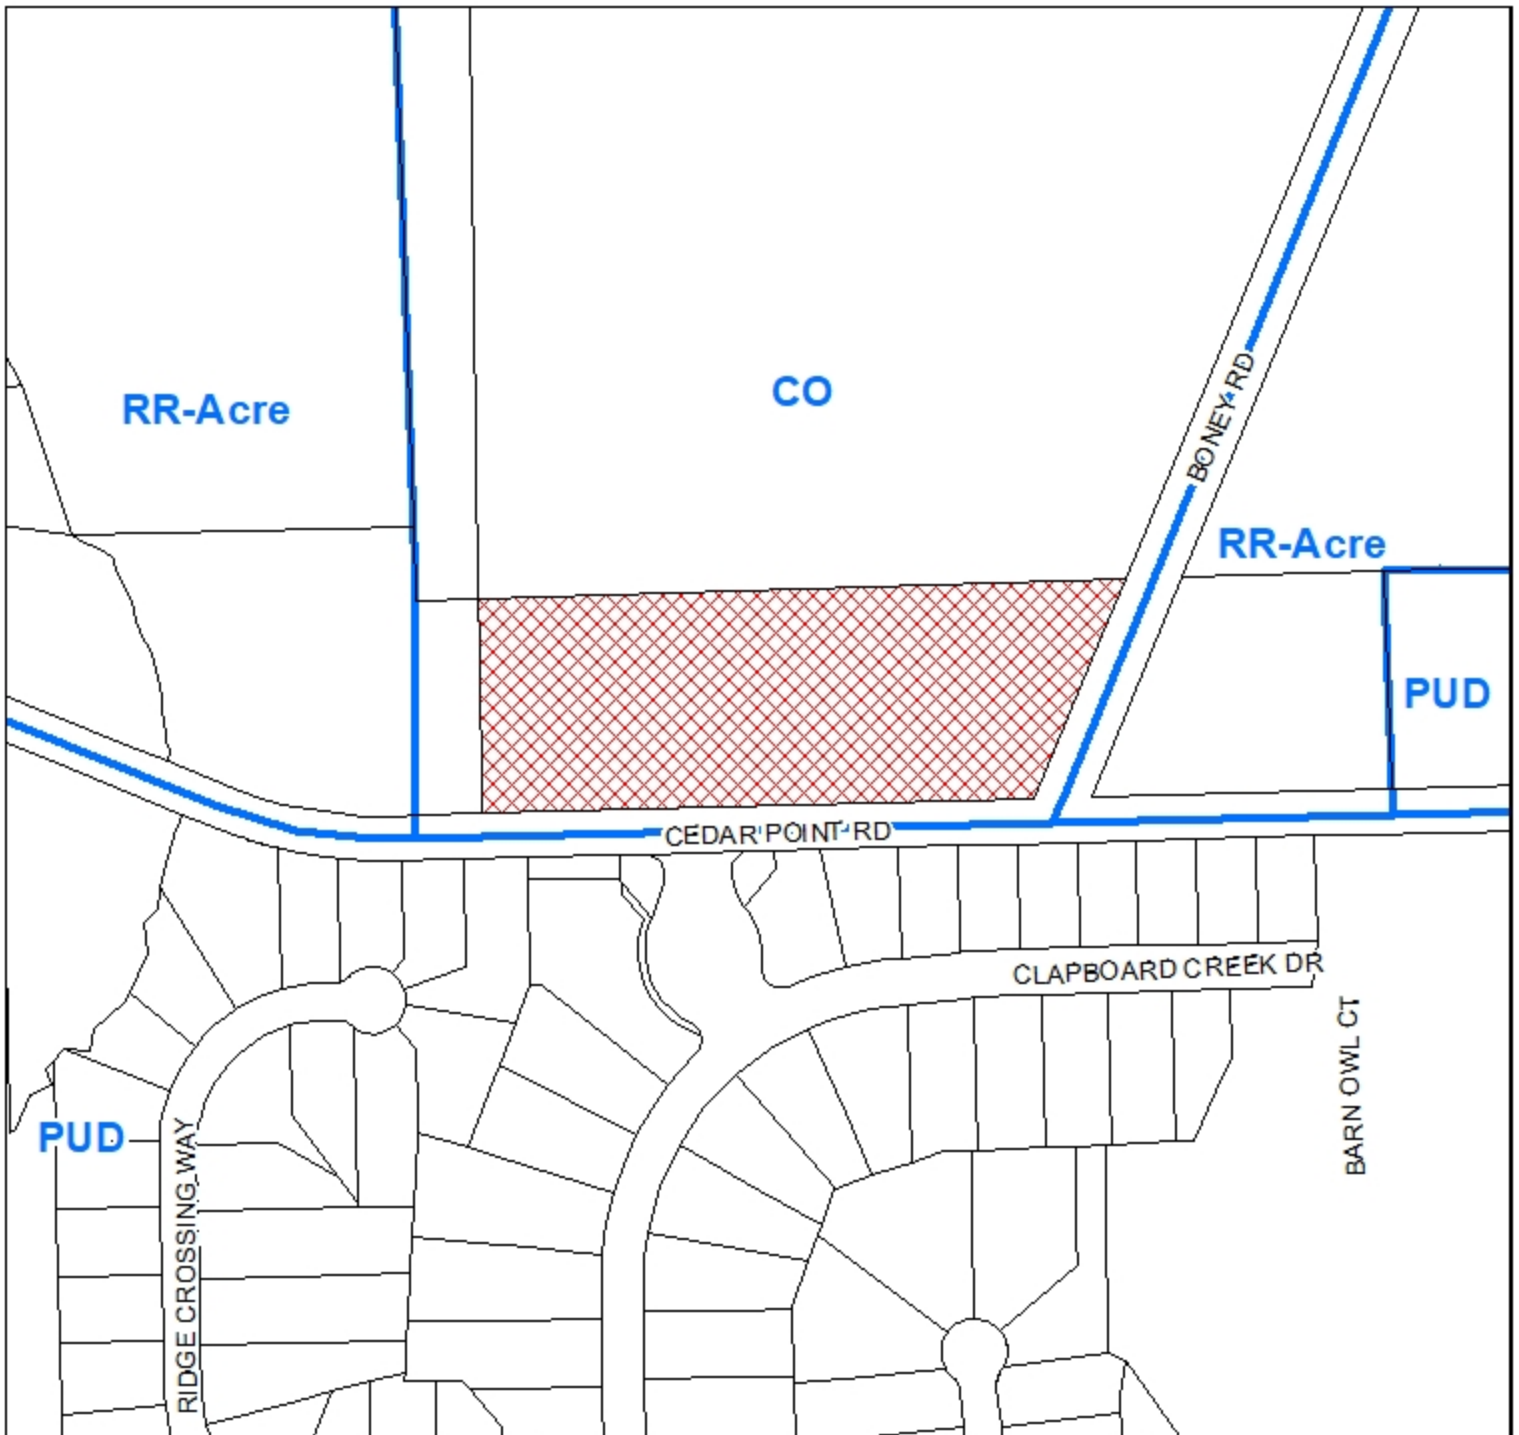 CO
RR-Acre
BONEY RD
RR-Acre
PUD
CEDAR POINT RD
CLAPBOARD CREEK DR
BARN OWL CT
PUD
RIDGE CROSSING WAY